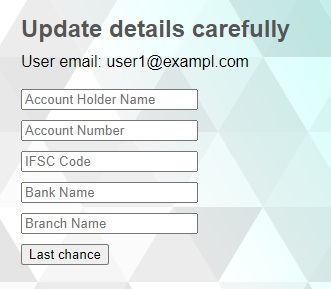 Update details carefully
User email: user1@exampl.com
Account Holder Name
Account Number
IFSC Code
Bank Name
Branch Name
Last chance